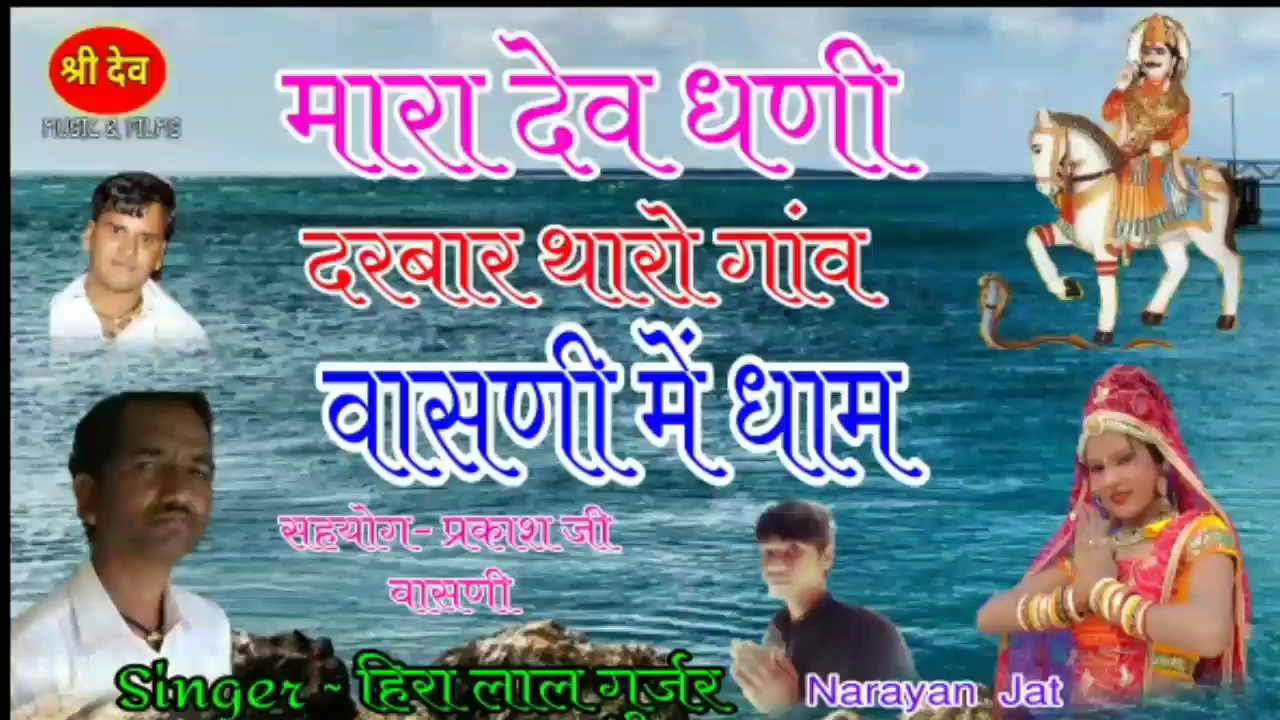 श्री देव
MUSIC & FILMS
मारा देव धणी
दरबार थारो गांव
वासणी में धाम
सहयोग- प्रकाश जी
वासणी
Singer ~ हिरा लाल गुर्जर
Narayan Jat